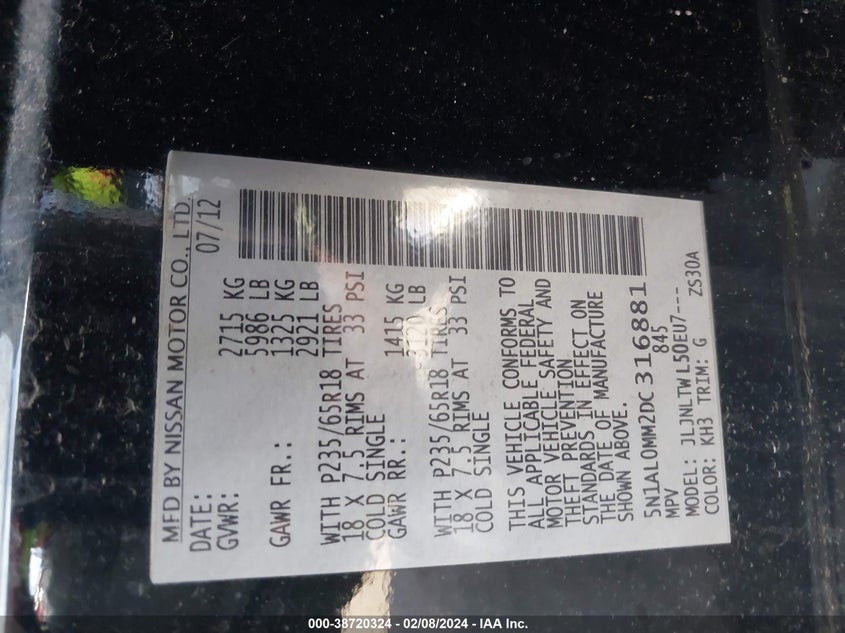 MFD BY NISSAN MOTOR CO., LTD.
DATE: 07/12
GVWR: 2715 KG
5986 LB
GAWR FR.: 1325 KG
2921 LB
WITH P235/65R18 TIRES
18 X 7.5 RIMS AT 33 PSI
COLD SINGLE
GAWR RR.: 1415 KG
3120 LB
WITH P235/65R18 TIRES
18 X 7.5 RIMS AT 33 PSI
COLD SINGLE
THIS VEHICLE CONFORMS TO
ALL APPLICABLE FEDERAL
MOTOR VEHICLE SAFETY AND
THEFT PREVENTION
STANDARDS IN EFFECT ON
THE DATE OF MANUFACTURE
SHOWN ABOVE.
5N1AL0MM2DC316881
MPV 845
MODEL: JLJNLTWL50EU7---
COLOR: KH3 TRIM: G ZS30A
000-38720324 - 02/08/2024 - IAA Inc.